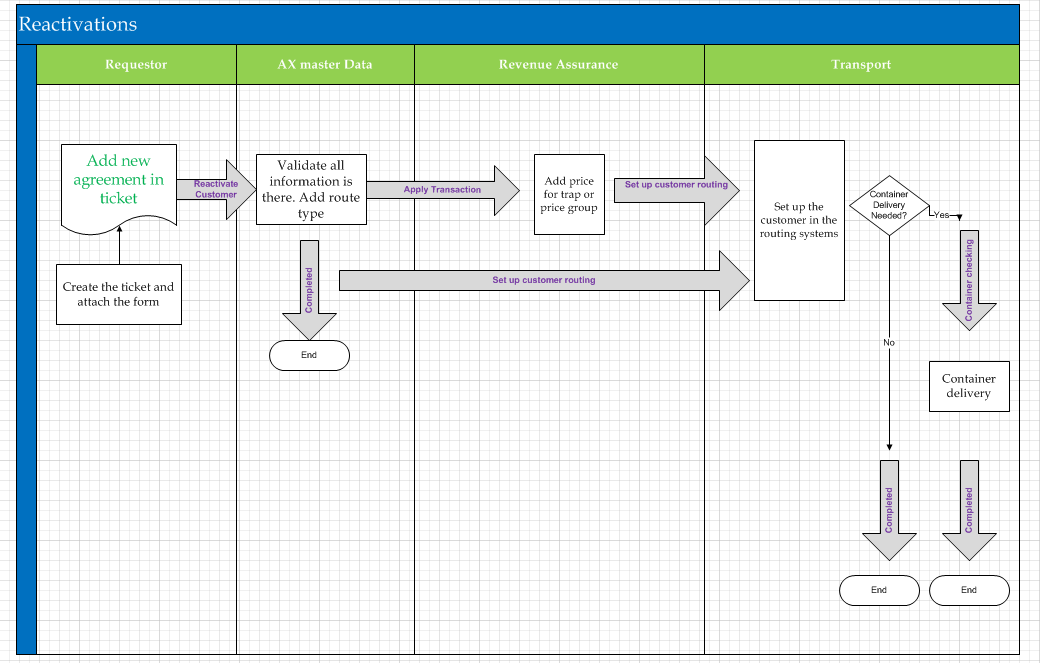 Reactivations
Requestor
AX master Data
Revenue Assurance
Transport
Add new
agreement in
ticket
Reactivate
Customer
Validate all
information is
there. Add route
type
Apply Transaction
Add price
for trap or
price group
Set up customer routing
Set up the
customer in the
routing systems
Container
Delivery
Needed?
Yes
Container checking
Create the ticket and
attach the form
Completed
Set up customer routing
End
No
Container
delivery
Completed
Completed
End
End